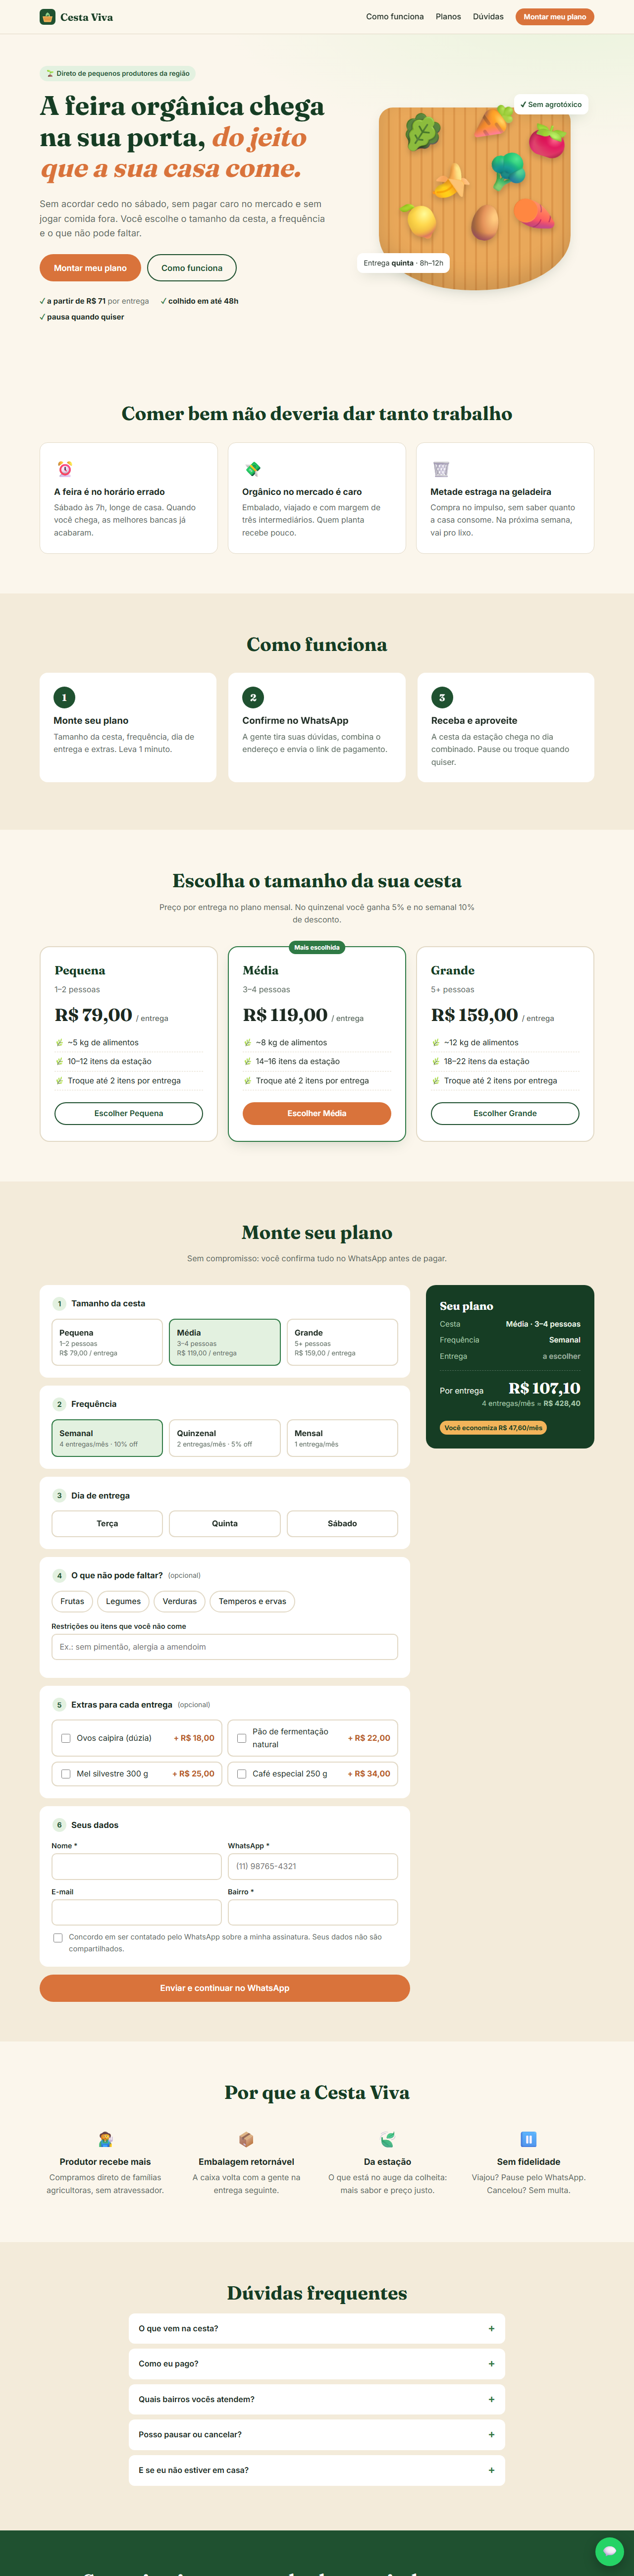 Cesta Viva
Como funciona
Planos
Dúvidas
Montar meu plano
Direto de pequenos produtores da região
A feira orgânica chega
na sua porta, do jeito
que a sua casa come.
Sem acordar cedo no sábado, sem pagar caro no mercado e sem
jogar comida fora. Você escolhe o tamanho da cesta, a frequência
e o que não pode faltar.
Montar meu plano
Como funciona
✓ a partir de R$ 71 por entrega
✓ colhido em até 48h
✓ pausa quando quiser
✓ Sem agrotóxico
Entrega quinta · 8h–12h
Comer bem não deveria dar tanto trabalho
A feira é no horário errado
Sábado às 7h, longe de casa. Quando
você chega, as melhores bancas já
acabaram.
Orgânico no mercado é caro
Embalado, viajado e com margem de
três intermediários. Quem planta
recebe pouco.
Metade estraga na geladeira
Compra no impulso, sem saber quanto
a casa consome. Na próxima semana,
vai pro lixo.
Como funciona
1
Monte seu plano
Tamanho da cesta, frequência, dia de
entrega e extras. Leva 1 minuto.
2
Confirme no WhatsApp
A gente tira suas dúvidas, combina o
endereço e envia o link de pagamento.
3
Receba e aproveite
A cesta da estação chega no dia
combinado. Pause ou troque quando
quiser.
Escolha o tamanho da sua cesta
Preço por entrega no plano mensal. No quinzenal você ganha 5% e no semanal 10%
de desconto.
Pequena
1–2 pessoas
R$ 79,00 / entrega
~5 kg de alimentos
10–12 itens da estação
Troque até 2 itens por entrega
Escolher Pequena
Mais escolhida
Média
3–4 pessoas
R$ 119,00 / entrega
~8 kg de alimentos
14–16 itens da estação
Troque até 2 itens por entrega
Escolher Média
Grande
5+ pessoas
R$ 159,00 / entrega
~12 kg de alimentos
18–22 itens da estação
Troque até 2 itens por entrega
Escolher Grande
Monte seu plano
Sem compromisso: você confirma tudo no WhatsApp antes de pagar.
1 Tamanho da cesta
Pequena
1–2 pessoas
R$ 79,00 / entrega
Média
3–4 pessoas
R$ 119,00 / entrega
Grande
5+ pessoas
R$ 159,00 / entrega
2 Frequência
Semanal
4 entregas/mês · 10% off
Quinzenal
2 entregas/mês · 5% off
Mensal
1 entrega/mês
3 Dia de entrega
Terça
Quinta
Sábado
4 O que não pode faltar? (opcional)
Frutas
Legumes
Verduras
Temperos e ervas
Restrições ou itens que você não come
Ex.: sem pimentão, alergia a amendoim
5 Extras para cada entrega (opcional)
Ovos caipira (dúzia) + R$ 18,00
Pão de fermentação
natural
+ R$ 22,00
Mel silvestre 300 g + R$ 25,00
Café especial 250 g + R$ 34,00
6 Seus dados
Nome *
WhatsApp *
(11) 98765-4321
E-mail
Bairro *
Concordo em ser contatado pelo WhatsApp sobre a minha assinatura. Seus dados não são
compartilhados.
Enviar e continuar no WhatsApp
Seu plano
Cesta Média · 3–4 pessoas
Frequência Semanal
Entrega a escolher
Por entrega R$ 107,10
4 entregas/mês = R$ 428,40
Você economiza R$ 47,60/mês
Por que a Cesta Viva
Produtor recebe mais
Compramos direto de famílias
agricultoras, sem atravessador.
Embalagem retornável
A caixa volta com a gente na
entrega seguinte.
Da estação
O que está no auge da colheita:
mais sabor e preço justo.
Sem fidelidade
Viajou? Pause pelo WhatsApp.
Cancelou? Sem multa.
Dúvidas frequentes
O que vem na cesta? +
Como eu pago? +
Quais bairros vocês atendem? +
Posso pausar ou cancelar? +
E se eu não estiver em casa? +